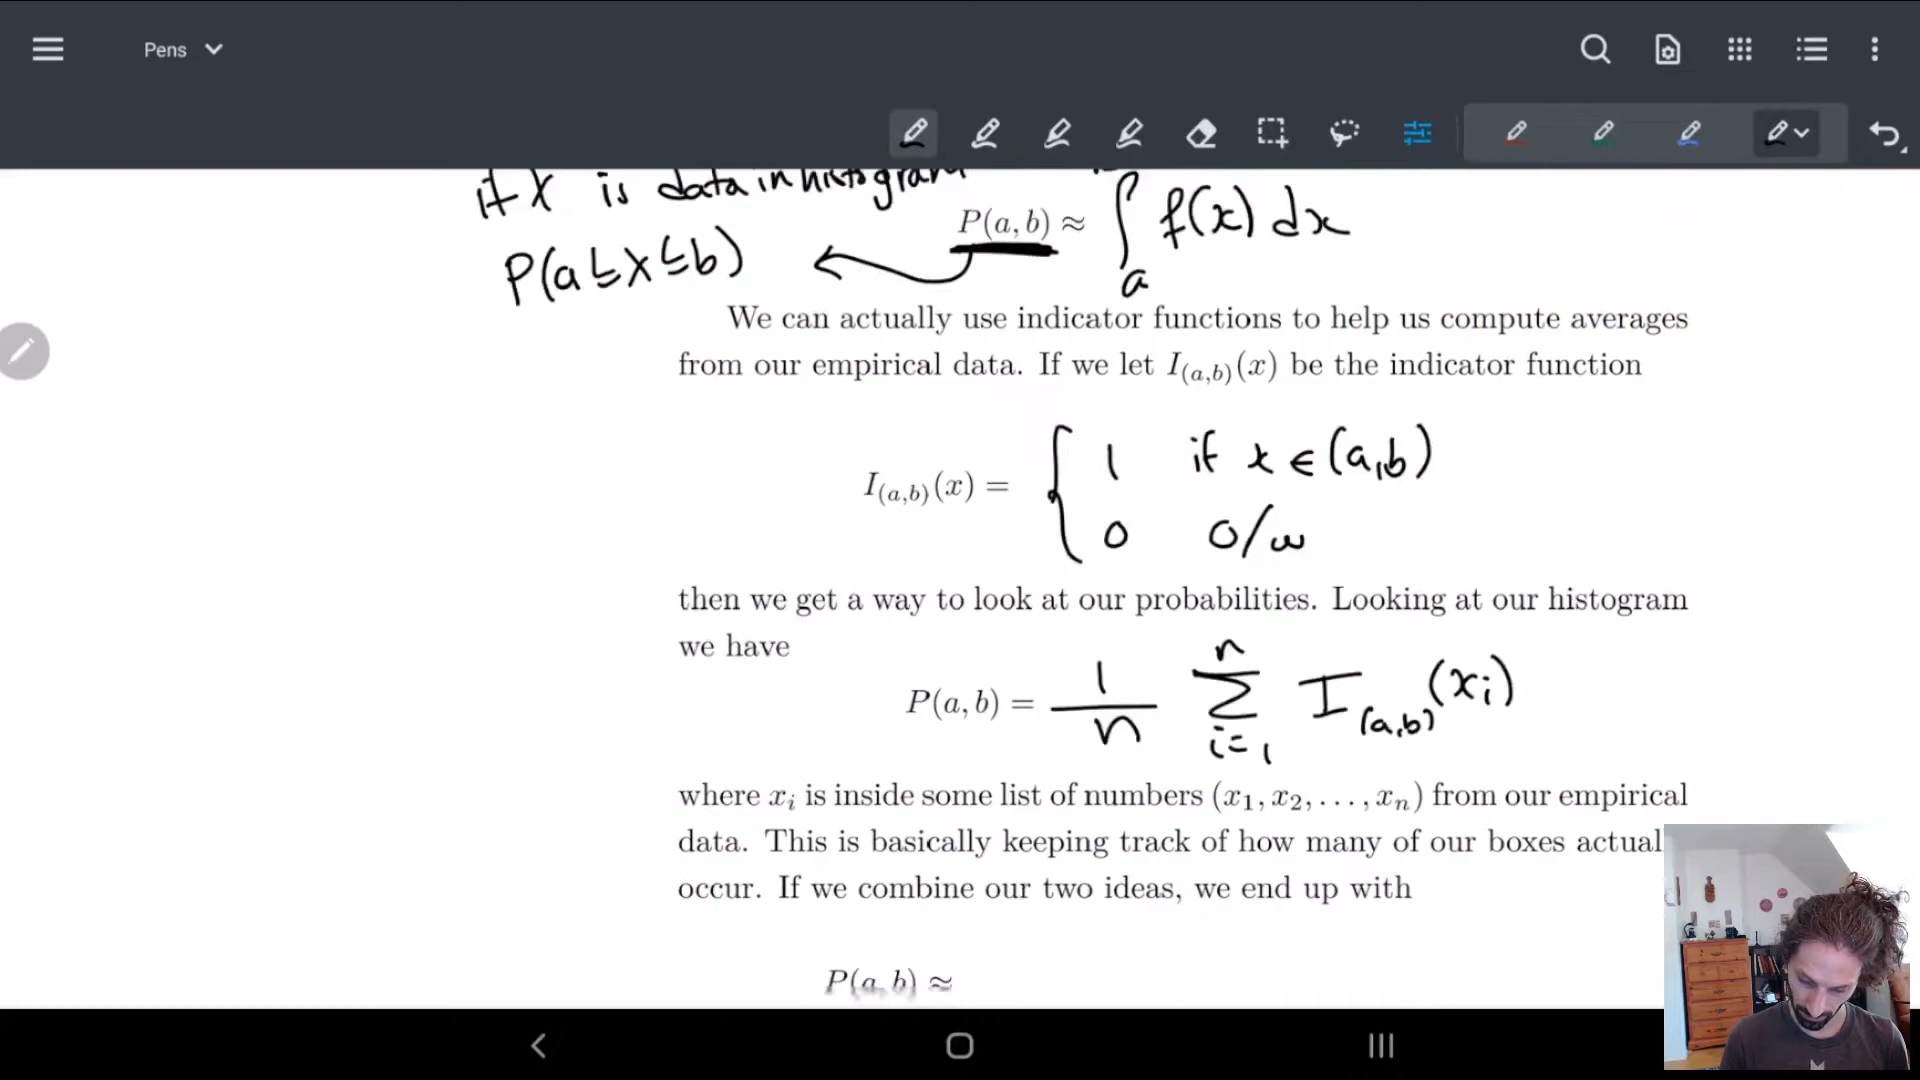 Pens
if X is data in histogram
P(a ≤ X ≤ b)
P(a, b) ≈ ∫_a f(x) dx
We can actually use indicator functions to help us compute averages
from our empirical data. If we let I_(a,b)(x) be the indicator function
I_(a,b)(x) = { 1 if x ∈ (a,b)
0 o/w
then we get a way to look at our probabilities. Looking at our histogram
we have
P(a, b) = 1/n ∑_{i=1}^n I_(a,b)(x_i)
where x_i is inside some list of numbers (x_1, x_2, . . . , x_n) from our empirical
data. This is basically keeping track of how many of our boxes actual
occur. If we combine our two ideas, we end up with
P(a, b) ≈